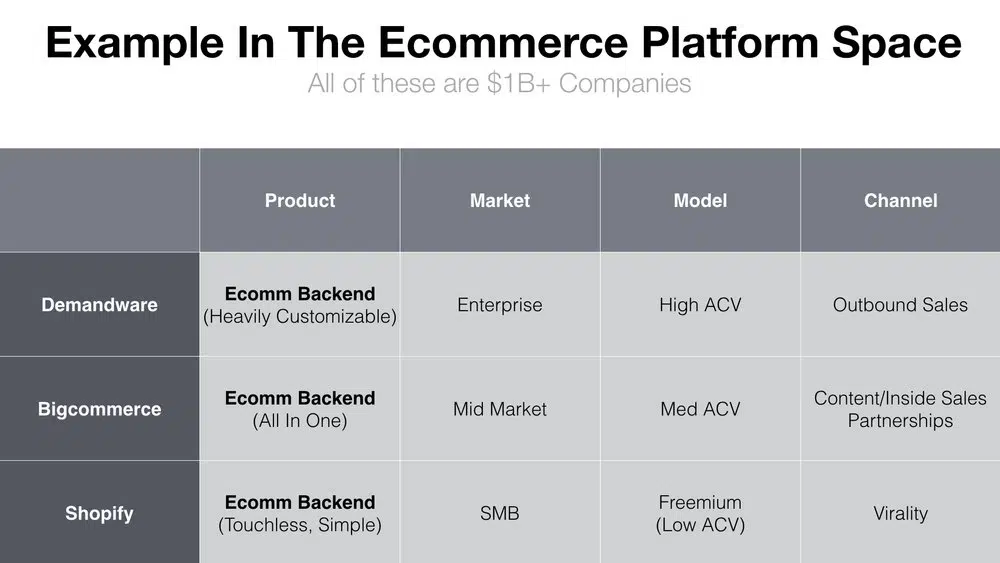 Example In The Ecommerce Platform Space
All of these are $1B+ Companies
Product
Market
Model
Channel
Demandware
Ecomm Backend
(Heavily Customizable)
Enterprise
High ACV
Outbound Sales
Bigcommerce
Ecomm Backend
(All In One)
Mid Market
Med ACV
Content/Inside Sales
Partnerships
Shopify
Ecomm Backend
(Touchless, Simple)
SMB
Freemium
(Low ACV)
Virality